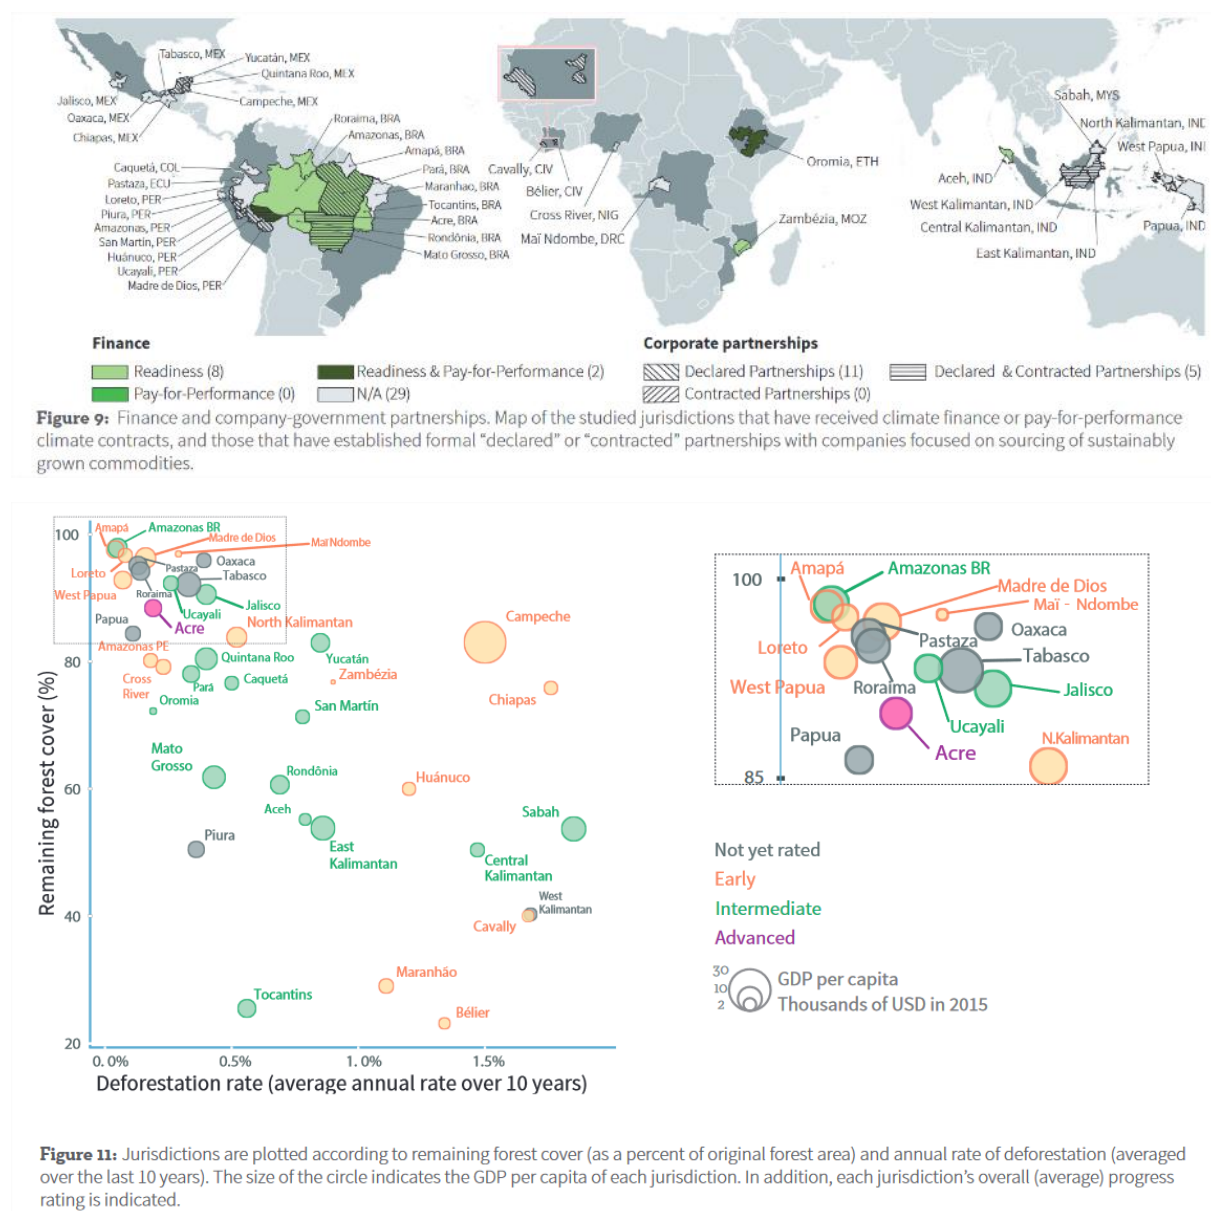 Tabasco, MEX
Yucatán, MEX
Quintana Roo, MEX
Jalisco, MEX
Campeche, MEX
Oaxaca, MEX
Chiapas, MEX
Roraima, BRA
Amazonas, BRA
Amapá, BRA
Caquetá, COL
Pará, BRA
Pastaza, ECU
Maranhao, BRA
Loreto, PER
Tocantins, BRA
Piura, PER
Acre, BRA
Amazonas, PER
Rondônia, BRA
San Martín, PER
Mato Grosso, BRA
Huánuco, PER
Ucayali, PER
Madre de Dios, PER
Cavally, CIV
Bélier, CIV
Cross River, NIG
Maï Ndombe, DRC
Oromia, ETH
Zambézia, MOZ
Sabah, MYS
North Kalimantan, IND
West Papua, IN
Aceh, IND
West Kalimantan, IND
Central Kalimantan, IND
Papua, IND
East Kalimantan, IND
Finance
Readiness (8)
Readiness & Pay-for-Performance (2)
Pay-for-Performance (0)
N/A (29)
Corporate partnerships
Declared Partnerships (11)
Declared & Contracted Partnerships (5)
Contracted Partnerships (0)
Figure 9: Finance and company-government partnerships. Map of the studied jurisdictions that have received climate finance or pay-for-performance
climate contracts, and those that have established formal “declared” or “contracted” partnerships with companies focused on sourcing of sustainably
grown commodities.
Remaining forest cover (%)
100
80
60
40
20
Amapá
Amazonas BR
Madre de Dios
Maï Ndombe
Loreto
Pastaza
Oaxaca
Tabasco
West Papua
Roraima
Ucayali
Jalisco
Papua
Acre
North Kalimantan
Campeche
Amazonas PE
Quintana Roo
Yucatán
Cross
River
Pará
Caquetá
Zambézia
Chiapas
Oromia
San Martín
Mato
Grosso
Rondônia
Huánuco
Aceh
Sabah
Piura
East
Kalimantan
Central
Kalimantan
West
Kalimantan
Cavally
Maranhão
Tocantins
Bélier
0.0%
0.5%
1.0%
1.5%
Deforestation rate (average annual rate over 10 years)
100
85
Amapá
Amazonas BR
Madre de Dios
Maï - Ndombe
Loreto
Pastaza
Oaxaca
Tabasco
West Papua
Roraima
Jalisco
Ucayali
Papua
Acre
N.Kalimantan
Not yet rated
Early
Intermediate
Advanced
30
10
2
GDP per capita
Thousands of USD in 2015
Figure 11: Jurisdictions are plotted according to remaining forest cover (as a percent of original forest area) and annual rate of deforestation (averaged
over the last 10 years). The size of the circle indicates the GDP per capita of each jurisdiction. In addition, each jurisdiction’s overall (average) progress
rating is indicated.